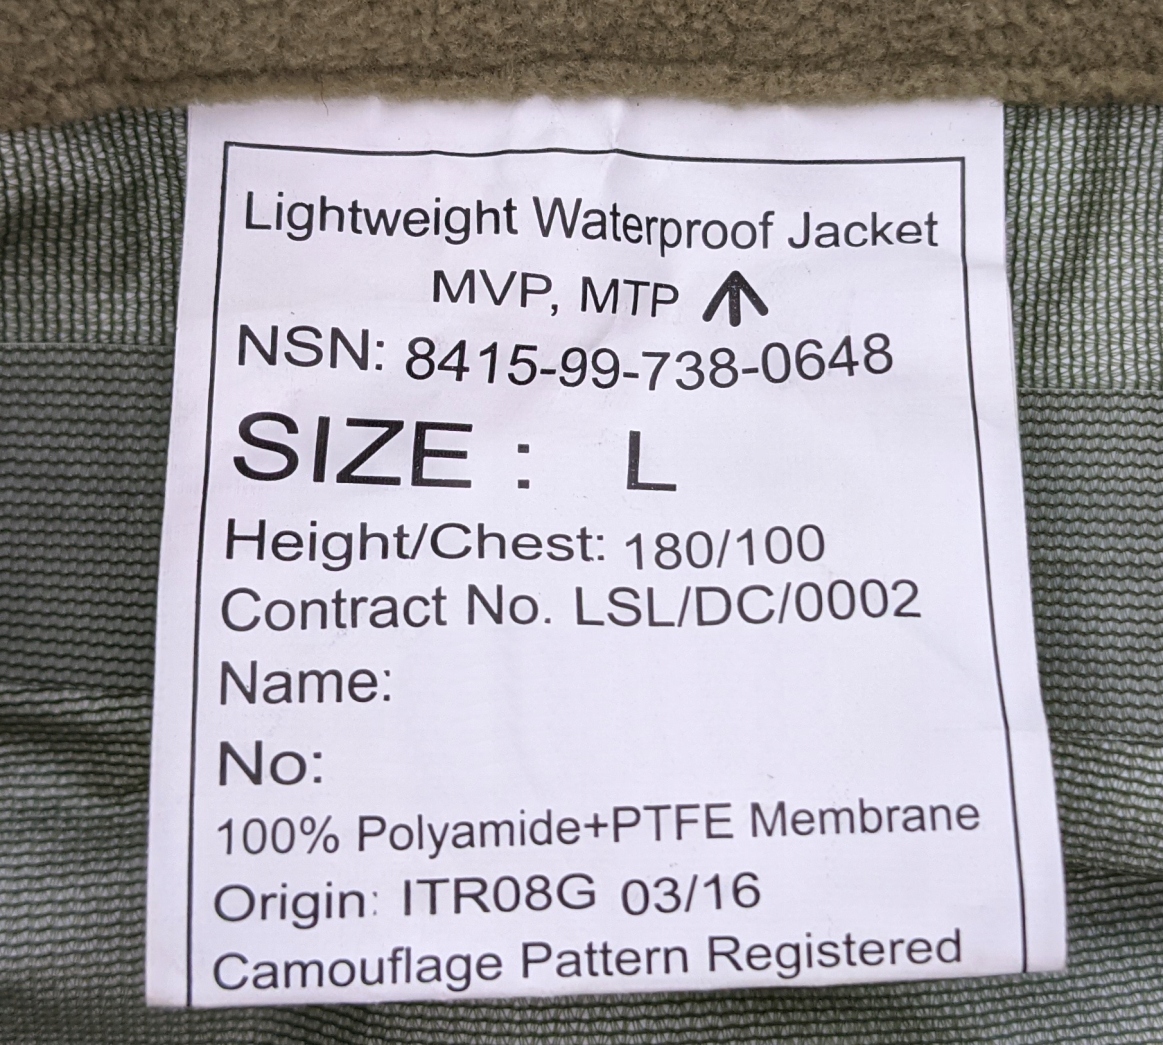 Lightweight Waterproof Jacket
MVP, MTP
NSN: 8415-99-738-0648
SIZE : L
Height/Chest: 180/100
Contract No. LSL/DC/0002
Name:
No:
100% Polyamide+PTFE Membrane
Origin: ITR08G 03/16
Camouflage Pattern Registered